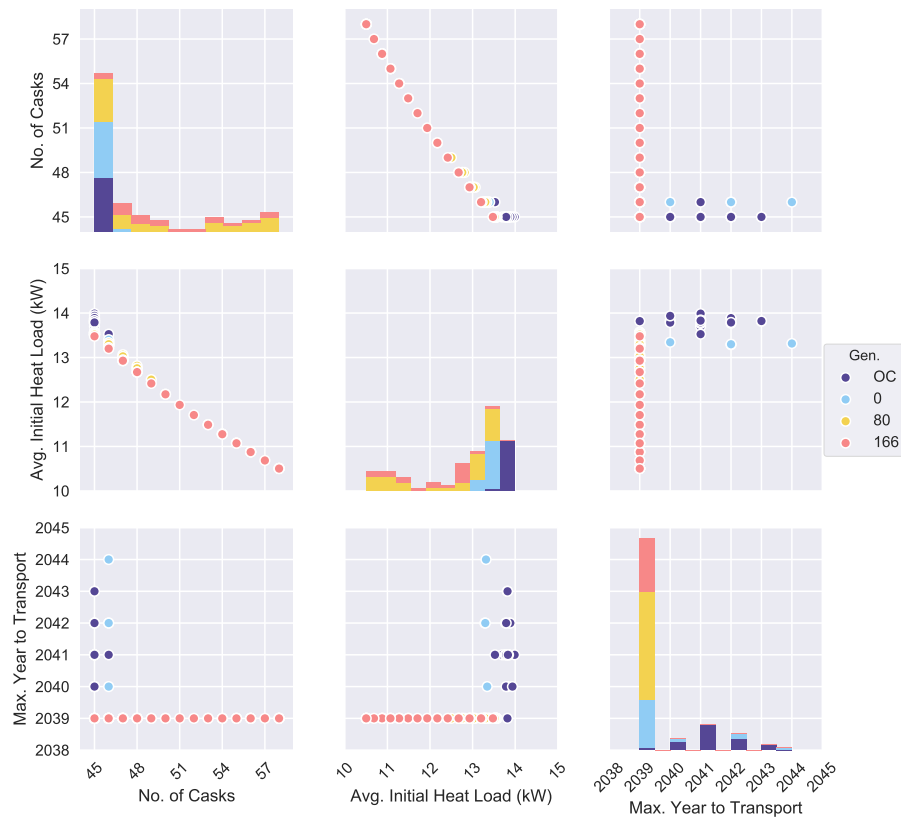 57
54
51
48
45
No. of Casks
15
14
13
12
11
10
Avg. Initial Heat Load (kW)
Gen.
OC
0
80
166
2045
2044
2043
2042
2041
2040
2039
2038
Max. Year to Transport
45 48 51 54 57
No. of Casks
10 11 12 13 14 15
Avg. Initial Heat Load (kW)
2038 2039 2040 2041 2042 2043 2044 2045
Max. Year to Transport